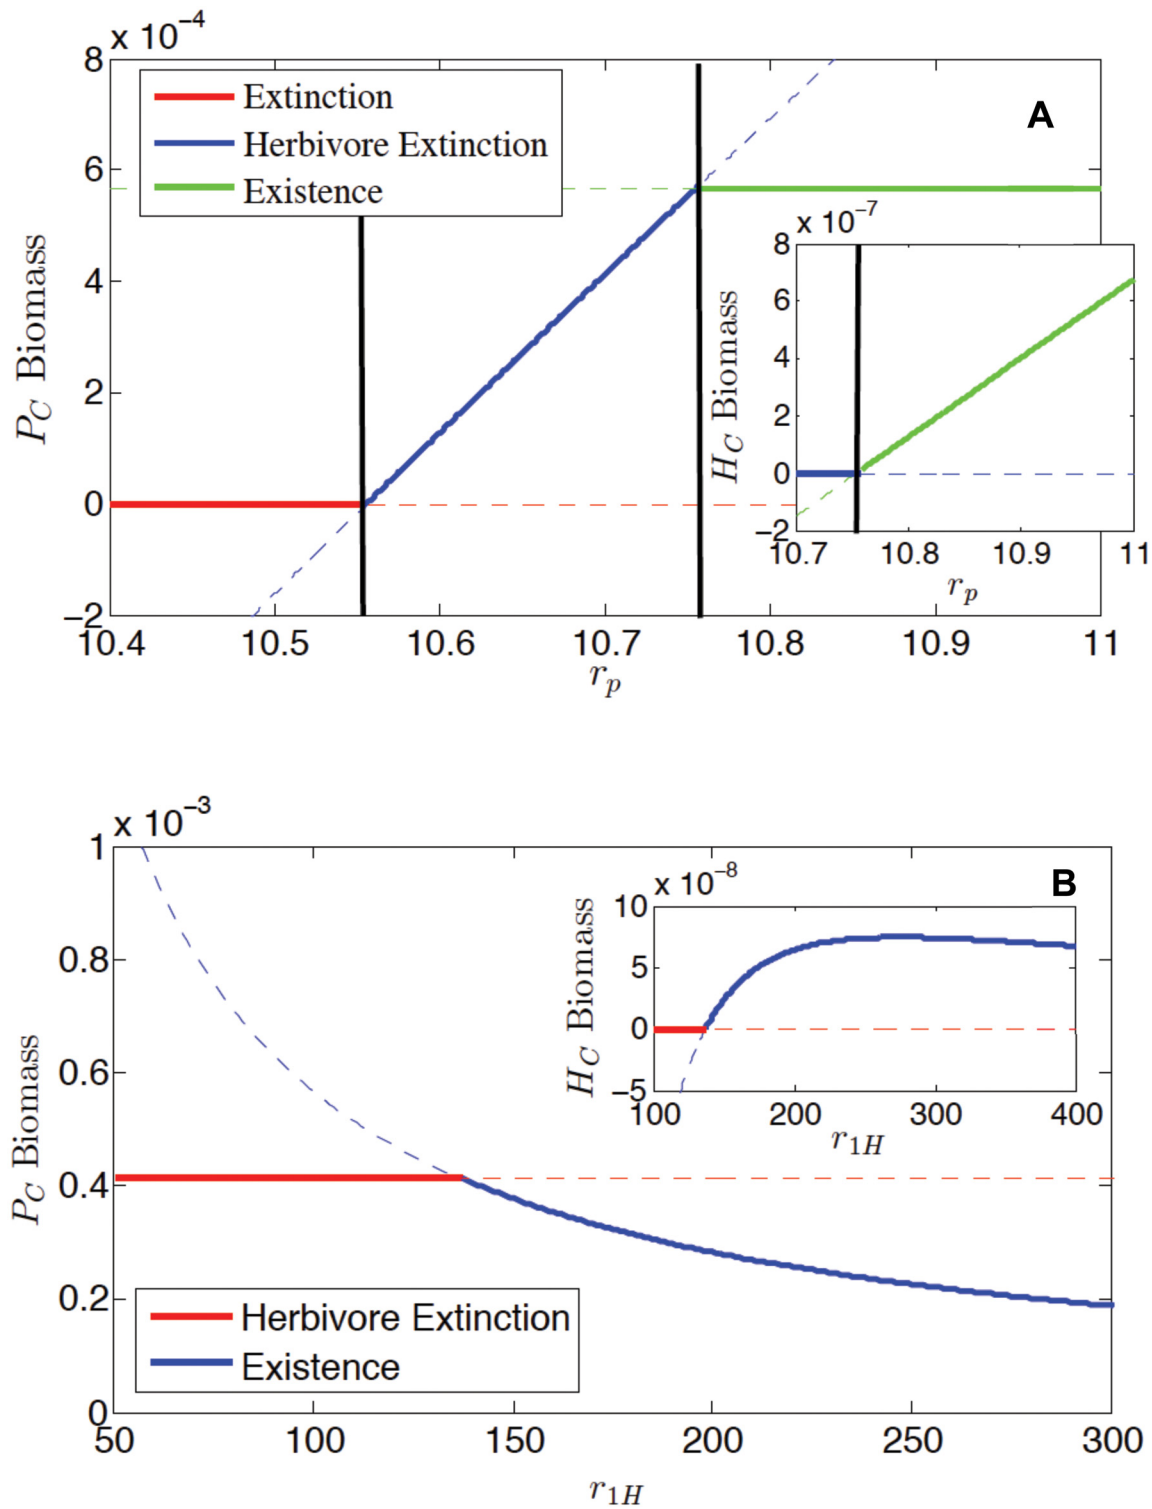 x 10⁻⁴
8
6
4
2
0
−2
P_C Biomass
Extinction
Herbivore Extinction
Existence
A
x 10⁻⁷
8
6
4
2
0
−2
H_C Biomass
10.7 10.8 10.9 11
r_p
10.4 10.5 10.6 10.7 10.8 10.9 11
r_p
x 10⁻³
1
0.8
0.6
0.4
0.2
0
P_C Biomass
B
x 10⁻⁸
10
5
0
−5
H_C Biomass
100 200 300 400
r_1H
Herbivore Extinction
Existence
50 100 150 200 250 300
r_1H